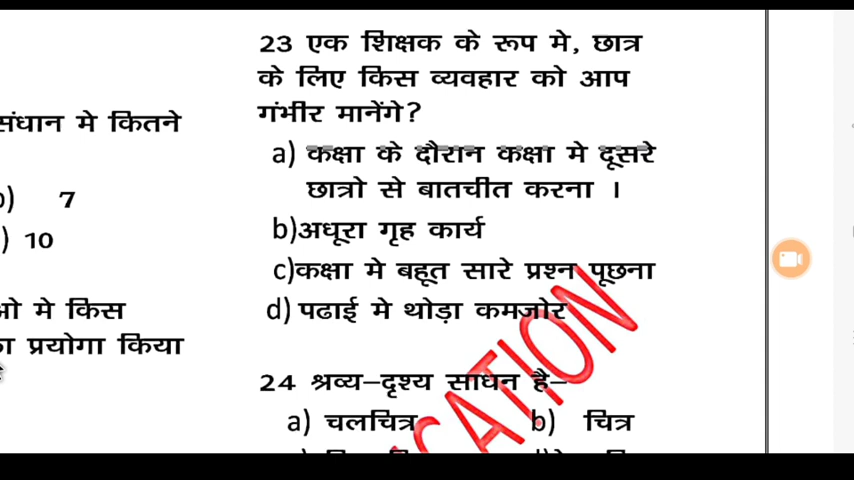 संधान मे कितने
7
10
ओ मे किस
प्रयोगा किया
23 एक शिक्षक के रूप मे, छात्र
के लिए किस व्यवहार को आप
गंभीर मानेंगे?
a) कक्षा के दौरान कक्षा मे दूसरे
छात्रो से बातचीत करना ।
b)अधूरा गृह कार्य
c)कक्षा मे बहूत सारे प्रश्न पूछना
d) पढाई मे थोड़ा कमजोर
24 श्रव्य–दृश्य साधन है–
a) चलचित्र b) चित्र